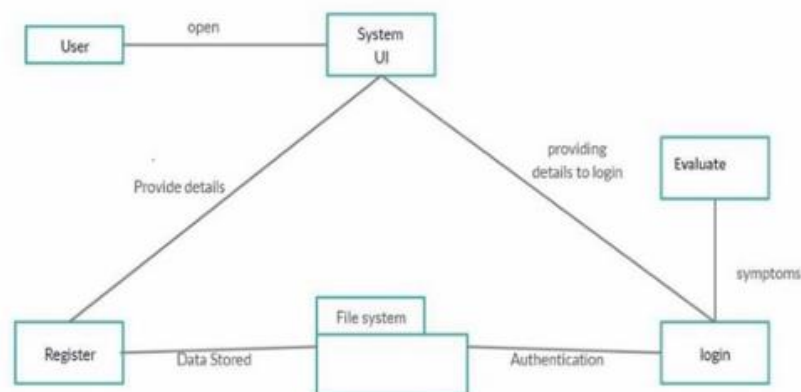 User
open
System
UI
Provide details
providing
details to login
Evaluate
symptoms
Register
Data Stored
File system
Authentication
login